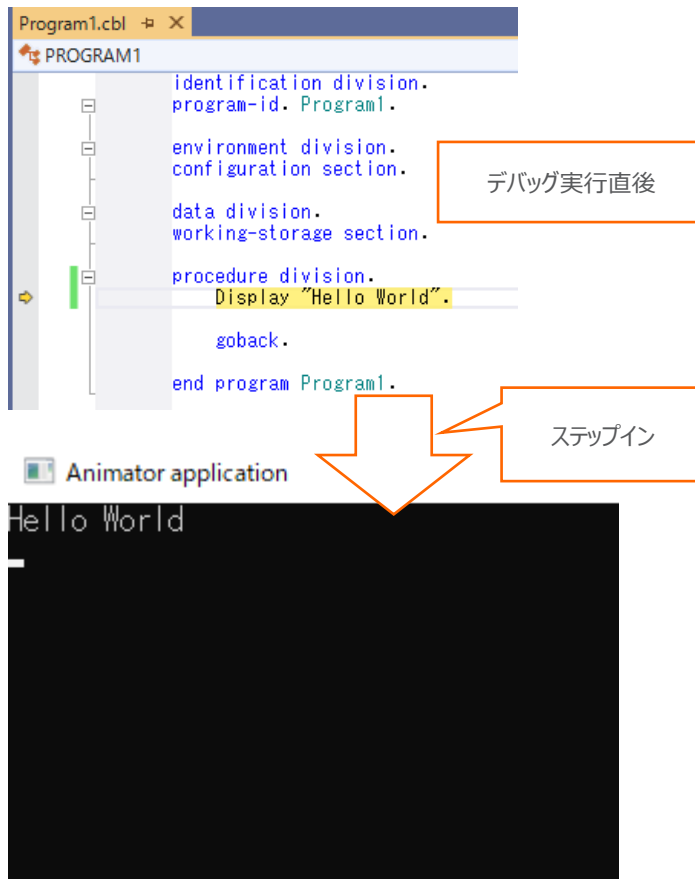 Program1.cbl
PROGRAM1
identification division.
program-id. Program1.
environment division.
configuration section.
デバッグ実行直後
data division.
working-storage section.
procedure division.
Display "Hello World".
goback.
end program Program1.
ステップイン
Animator application
Hello World